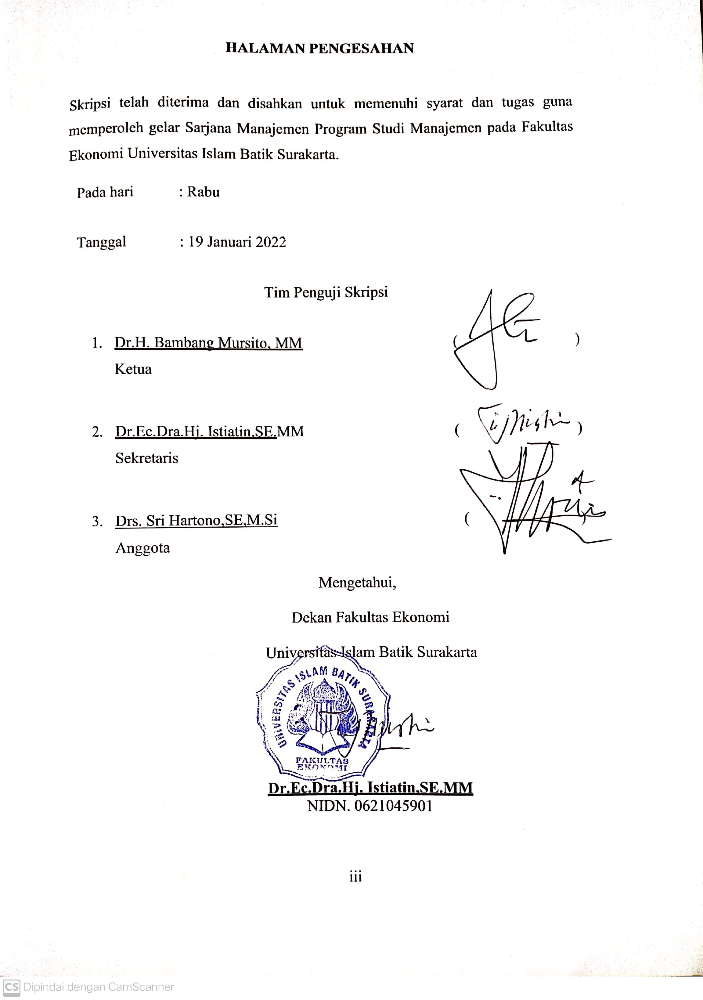 HALAMAN PENGESAHAN
Skripsi telah diterima dan disahkan untuk memenuhi syarat dan tugas guna
memperoleh gelar Sarjana Manajemen Program Studi Manajemen pada Fakultas
Ekonomi Universitas Islam Batik Surakarta.
Pada hari : Rabu
Tanggal : 19 Januari 2022
Tim Penguji Skripsi
1. Dr.H. Bambang Mursito, MM ( )
Ketua
2. Dr.Ec.Dra.Hj. Istiatin,SE.MM ( )
Sekretaris
3. Drs. Sri Hartono,SE,M.Si ( )
Anggota
Mengetahui,
Dekan Fakultas Ekonomi
Universitas Islam Batik Surakarta
UNIVERSITAS ISLAM BATIK SURAKARTA
FAKULTAS
EKONOMI
Dr.Ec.Dra.Hj. Istiatin,SE.MM
NIDN. 0621045901
iii
CS Dipindai dengan CamScanner